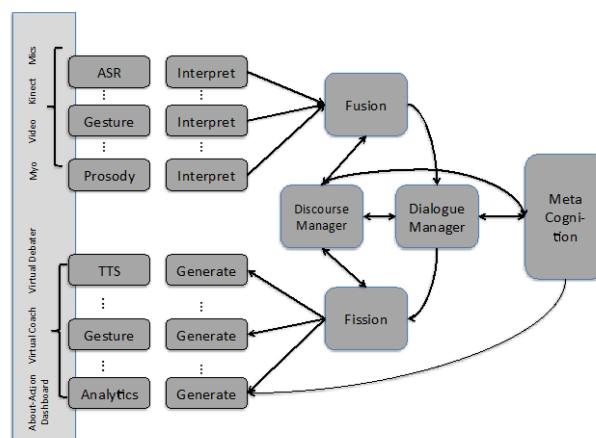 Mics
Kinect
Video
Myo
ASR
Interpret
Gesture
Interpret
Prosody
Interpret
Fusion
Discourse
Manager
Dialogue
Manager
Meta
Cogni-
tion
Virtual Debater
Virtual Coach
About-Action
Dashboard
TTS
Generate
Gesture
Generate
Analytics
Generate
Fission